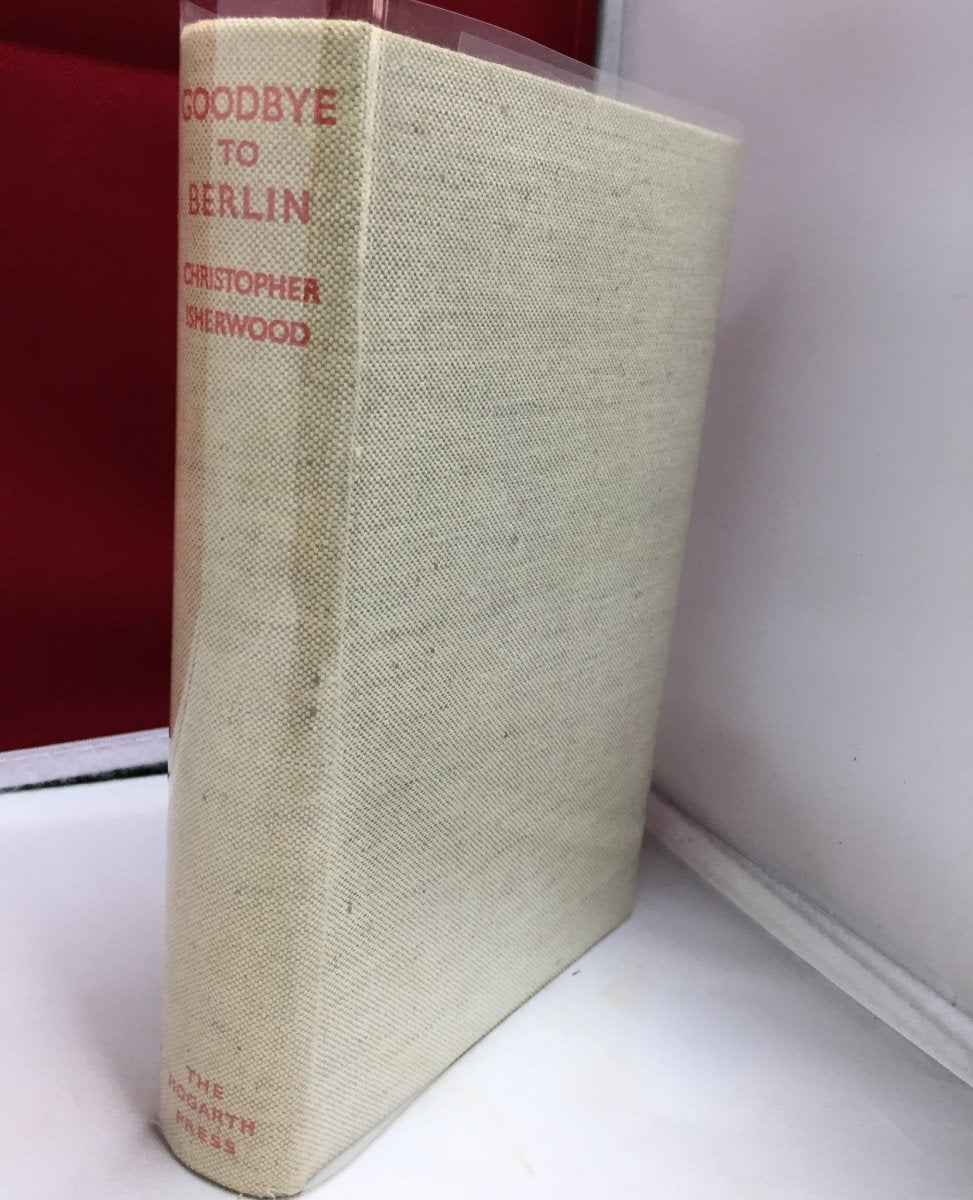 GOODBYE
TO
BERLIN
CHRISTOPHER
ISHERWOOD
THE
HOGARTH
PRESS